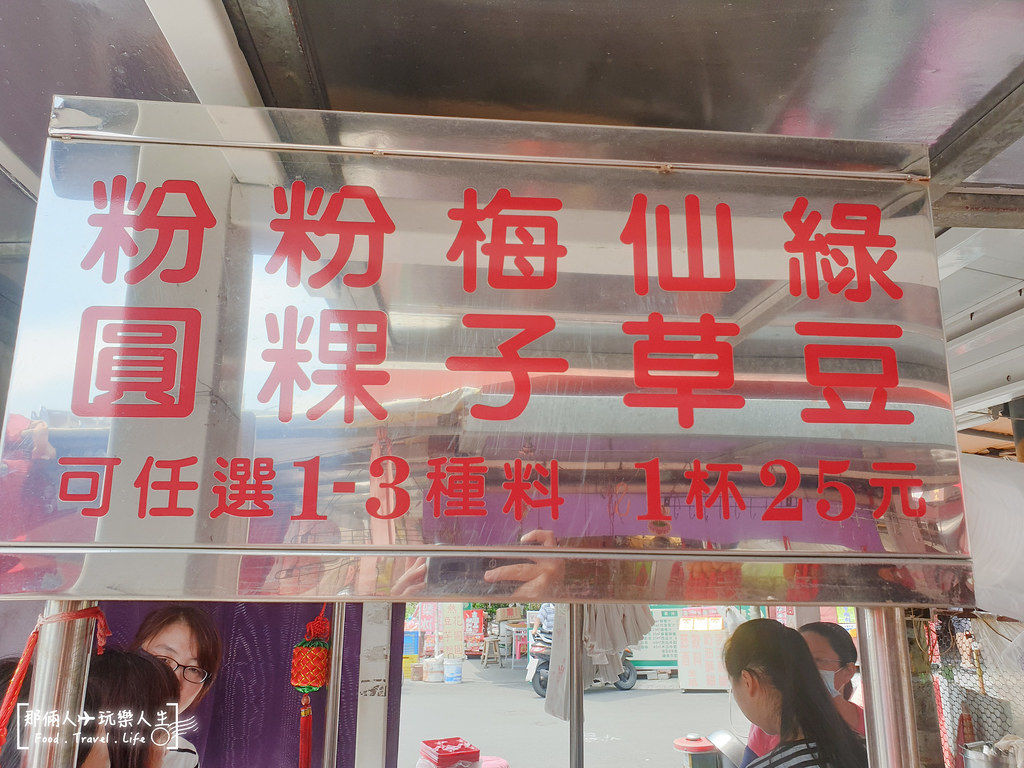 粉圓 粉粿 梅子 仙草 綠豆
可任選1-3種料 1杯25元
那倆人✈玩樂人生
Food . Travel . Life